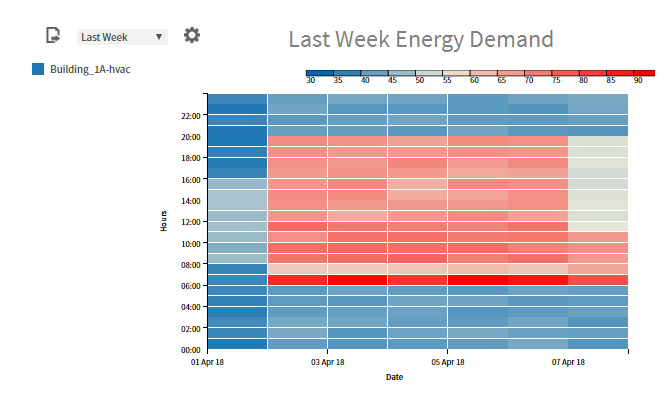 Last Week ▼
Last Week Energy Demand
Building_1A-hvac
30 35 40 45 50 55 60 65 70 75 80 85 90
22:00
20:00
18:00
16:00
14:00
12:00
10:00
08:00
06:00
04:00
02:00
00:00
Hours
01 Apr 18 03 Apr 18 05 Apr 18 07 Apr 18
Date